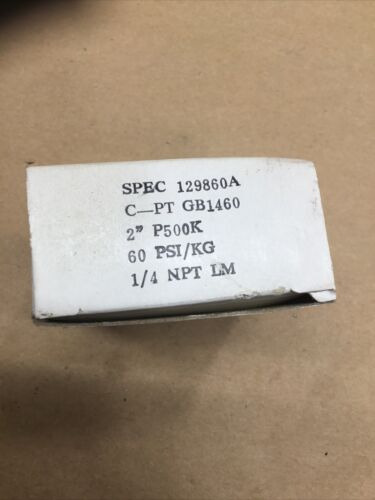 SPEC 129860A
C—PT GB1460
2" P500K
60 PSI/KG
1/4 NPT LM